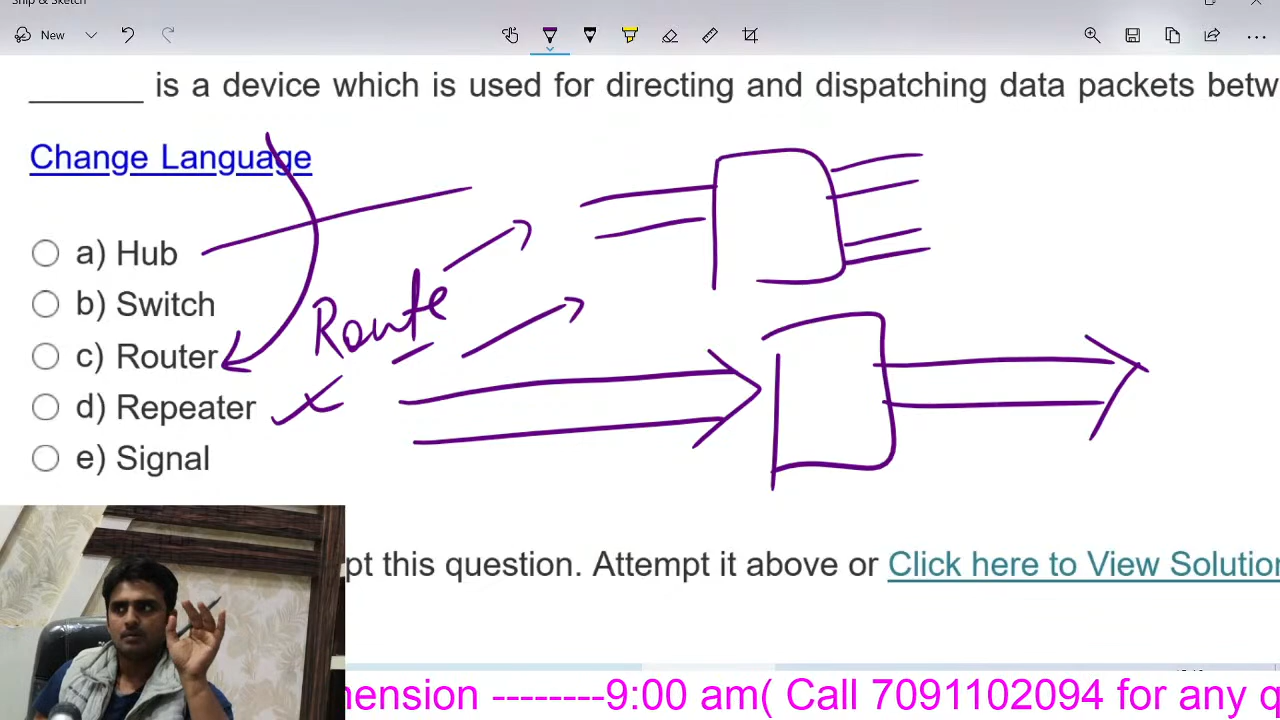 Snip & Sketch
New
_______ is a device which is used for directing and dispatching data packets betw
Change Language
a) Hub
b) Switch
c) Router
d) Repeater
e) Signal
Route
pt this question. Attempt it above or Click here to View Solution
nension --------9:00 am( Call 7091102094 for any q